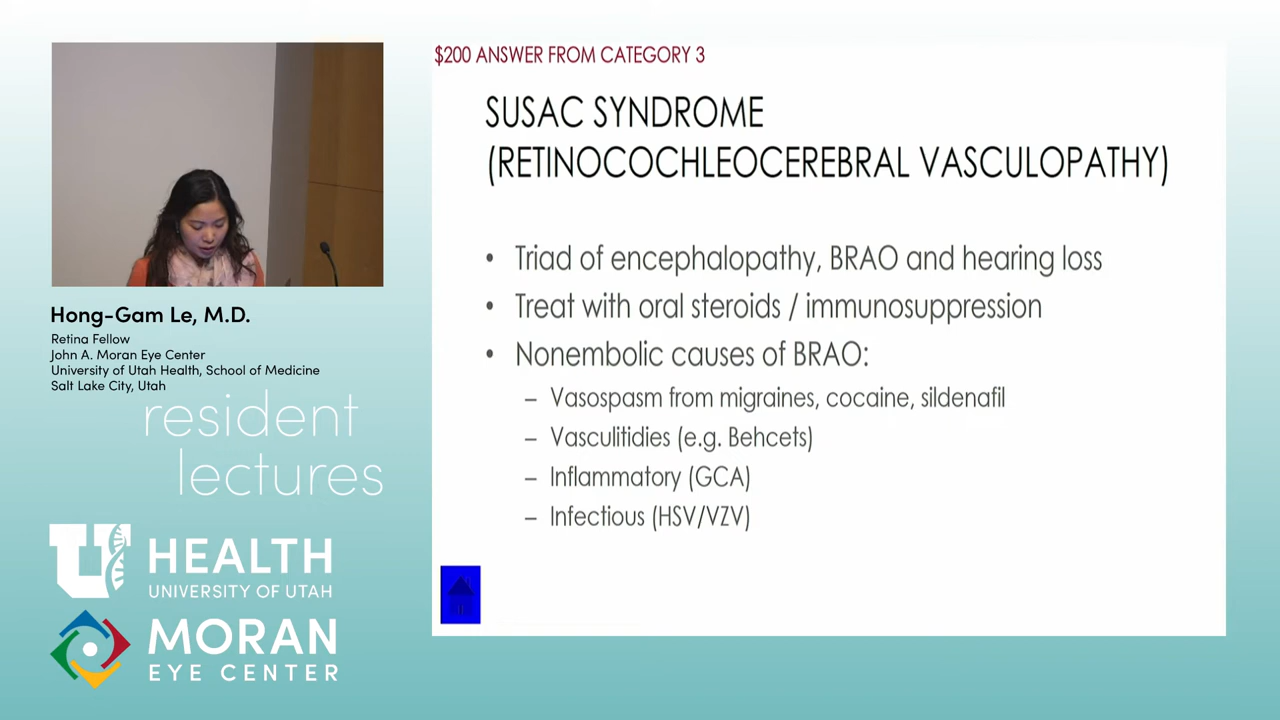 $200 ANSWER FROM CATEGORY 3
SUSAC SYNDROME
(RETINOCOCHLEOCEREBRAL VASCULOPATHY)
• Triad of encephalopathy, BRAO and hearing loss
• Treat with oral steroids / immunosuppression
• Nonembolic causes of BRAO:
– Vasospasm from migraines, cocaine, sildenafil
– Vasculitidies (e.g. Behcets)
– Inflammatory (GCA)
– Infectious (HSV/VZV)
Hong-Gam Le, M.D.
Retina Fellow
John A. Moran Eye Center
University of Utah Health, School of Medicine
Salt Lake City, Utah
resident
lectures
U HEALTH
UNIVERSITY OF UTAH
MORAN
EYE CENTER